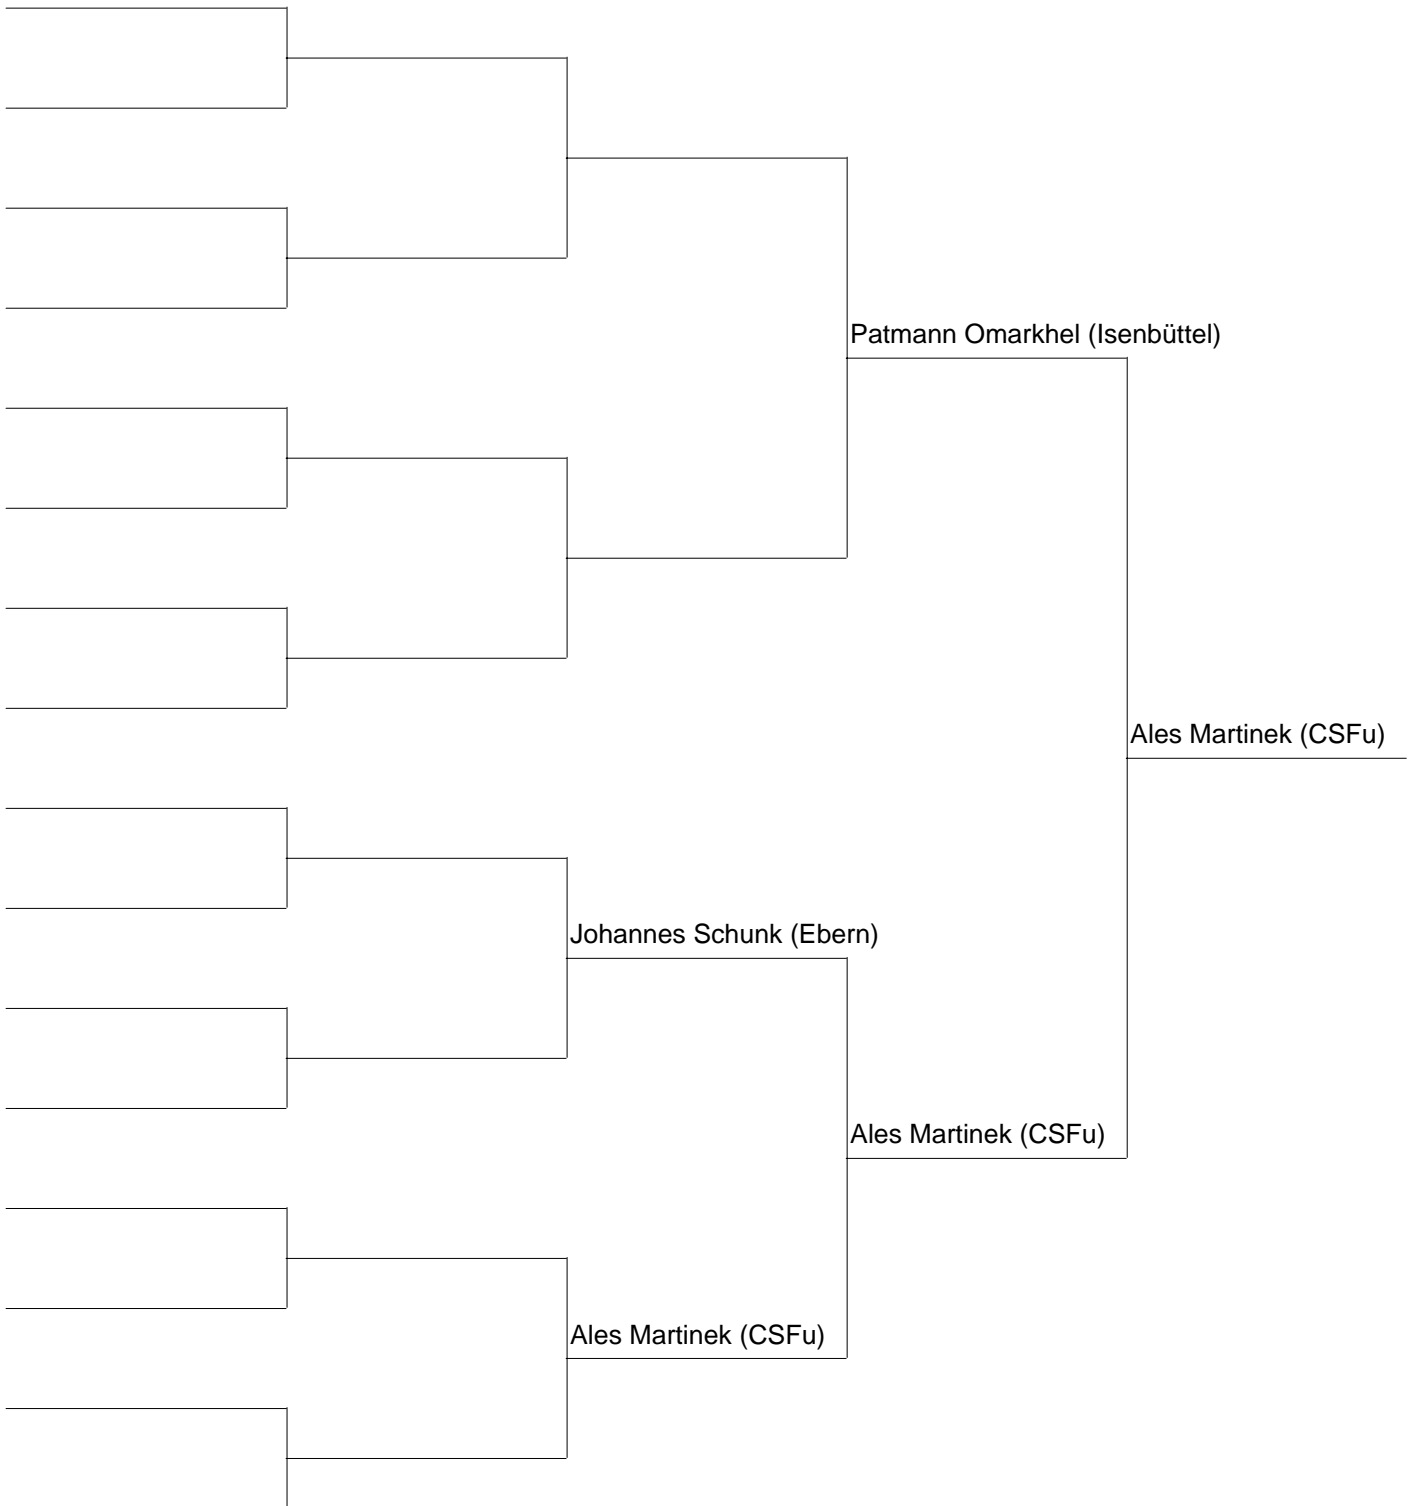 Patmann Omarkhel (Isenbüttel)
Ales Martinek (CSFu)
Johannes Schunk (Ebern)
Ales Martinek (CSFu)
Ales Martinek (CSFu)